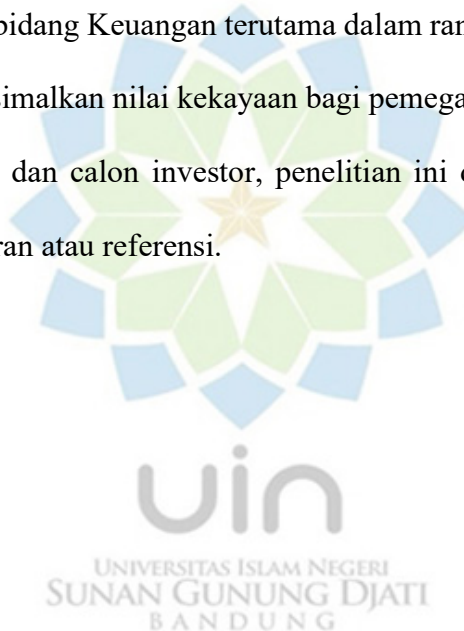 bidang Keuangan terutama dalam ran
simalkan nilai kekayaan bagi pemega
dan calon investor, penelitian ini
ran atau referensi.
uin
UNIVERSITAS ISLAM NEGERI
SUNAN GUNUNG DJATI
BANDUNG